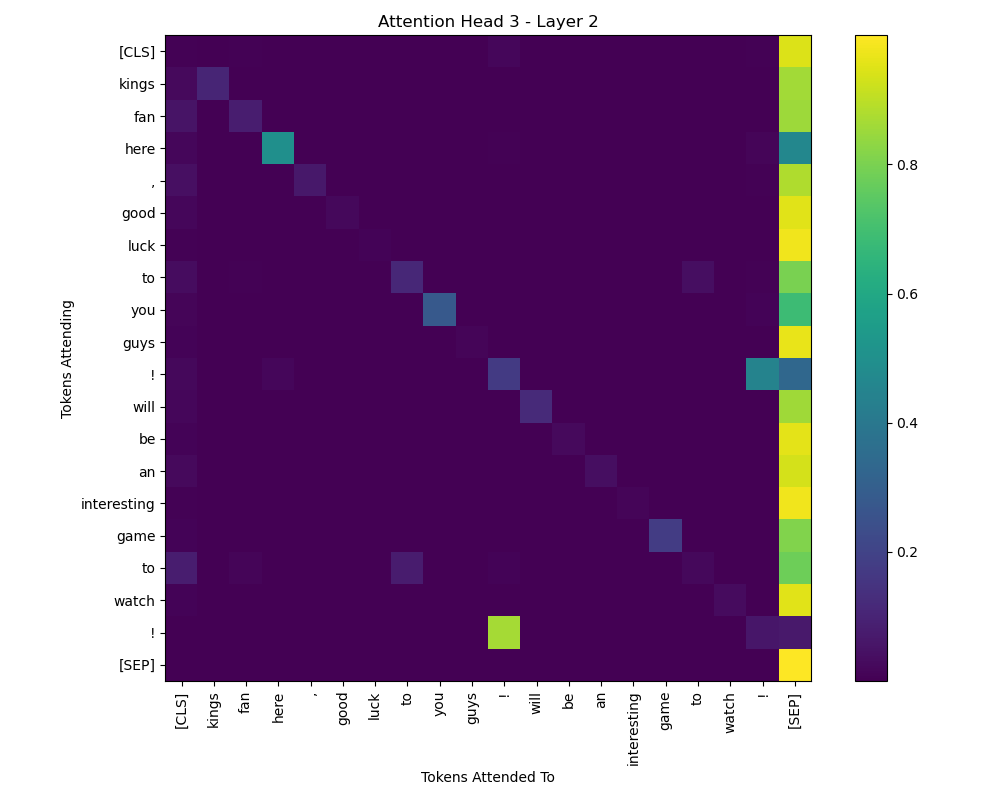 Attention Head 3 - Layer 2
[CLS]
kings
fan
here
,
good
luck
to
you
guys
!
will
be
an
interesting
game
to
watch
!
[SEP]
Tokens Attending
[CLS]
kings
fan
here
,
good
luck
to
you
guys
!
will
be
an
interesting
game
to
watch
!
[SEP]
Tokens Attended To
0.8
0.6
0.4
0.2